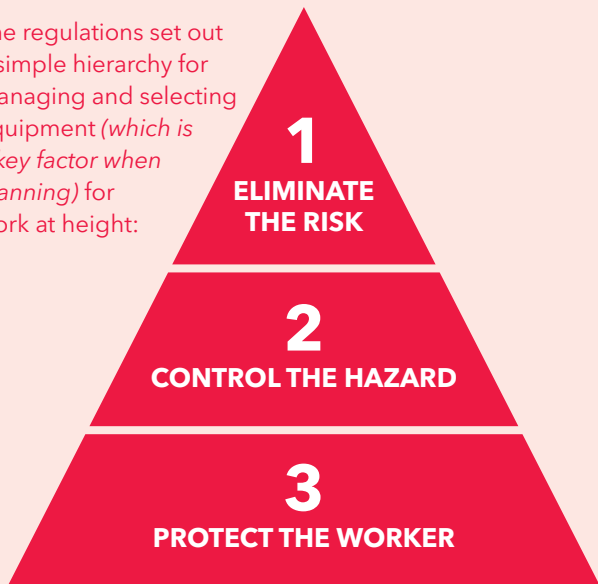 he regulations set out
simple hierarchy for
anaging and selecting
quipment (which is
key factor when
anning) for
ork at height:
1
ELIMINATE
THE RISK
2
CONTROL THE HAZARD
3
PROTECT THE WORKER